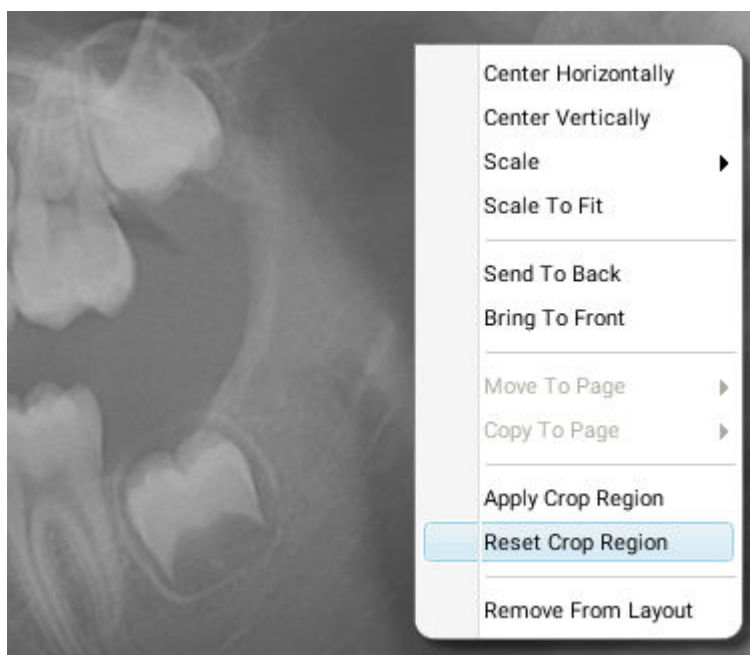 Center Horizontally
Center Vertically
Scale
Scale To Fit
Send To Back
Bring To Front
Move To Page
Copy To Page
Apply Crop Region
Reset Crop Region
Remove From Layout